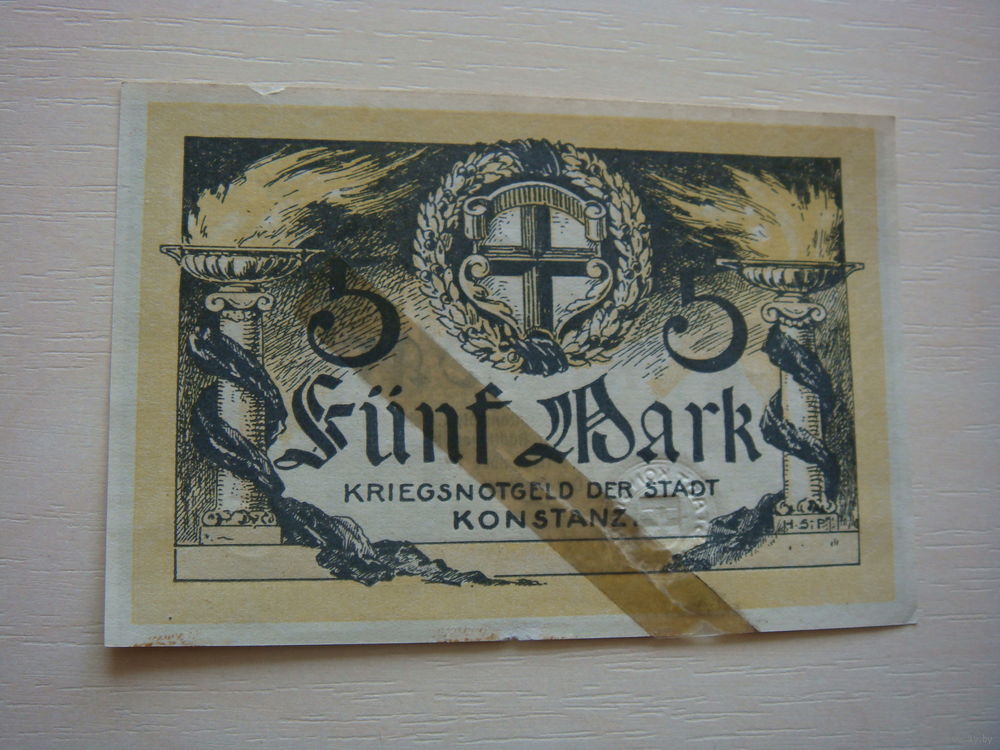 5 5
Fünf Mark
KRIEGSNOTGELD DER STADT
KONSTANZ.
H.S.i.P.